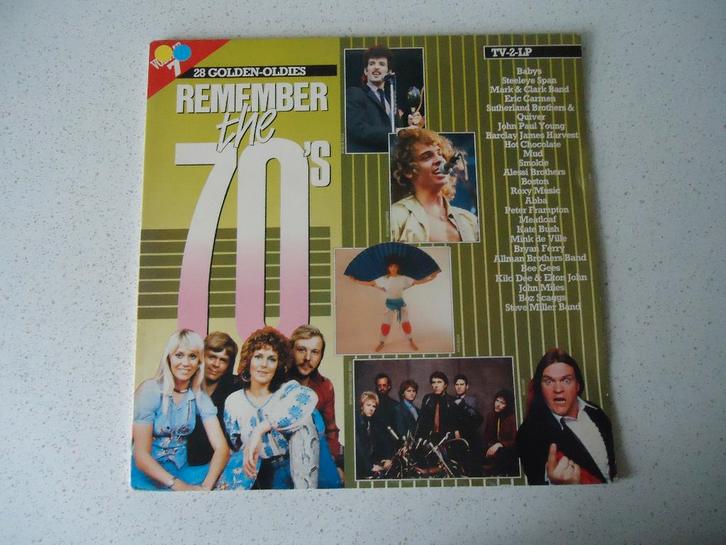 28 GOLDEN-OLDIES
REMEMBER
the
70's
TV-2-LP
Babys
Steeleye Span
Mark & Clark Band
Eric Carmen
Sutherland Brothers &
Quiver
John Paul Young
Barclay James Harvest
Hot Chocolate
Mud
Smokie
Alessi Brothers
Boston
Roxy Music
Abba
Peter Frampton
Meatloaf
Kate Bush
Mink de Ville
Bryan Ferry
Allman Brothers Band
Bee Gees
Kiki Dee & Elton John
John Miles
Boz Scaggs
Steve Miller Band